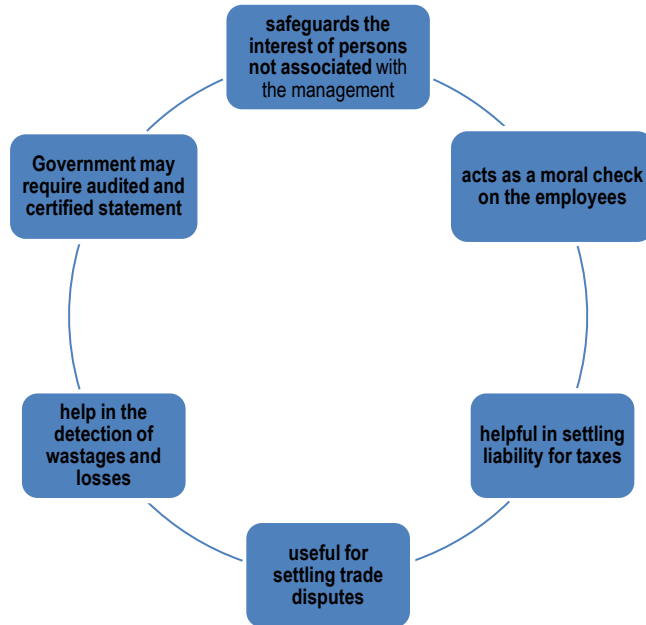 safeguards the
interest of persons
not associated with
the management
acts as a moral check
on the employees
helpful in settling
liability for taxes
useful for
settling trade
disputes
help in the
detection of
wastages and
losses
Government may
require audited and
certified statement